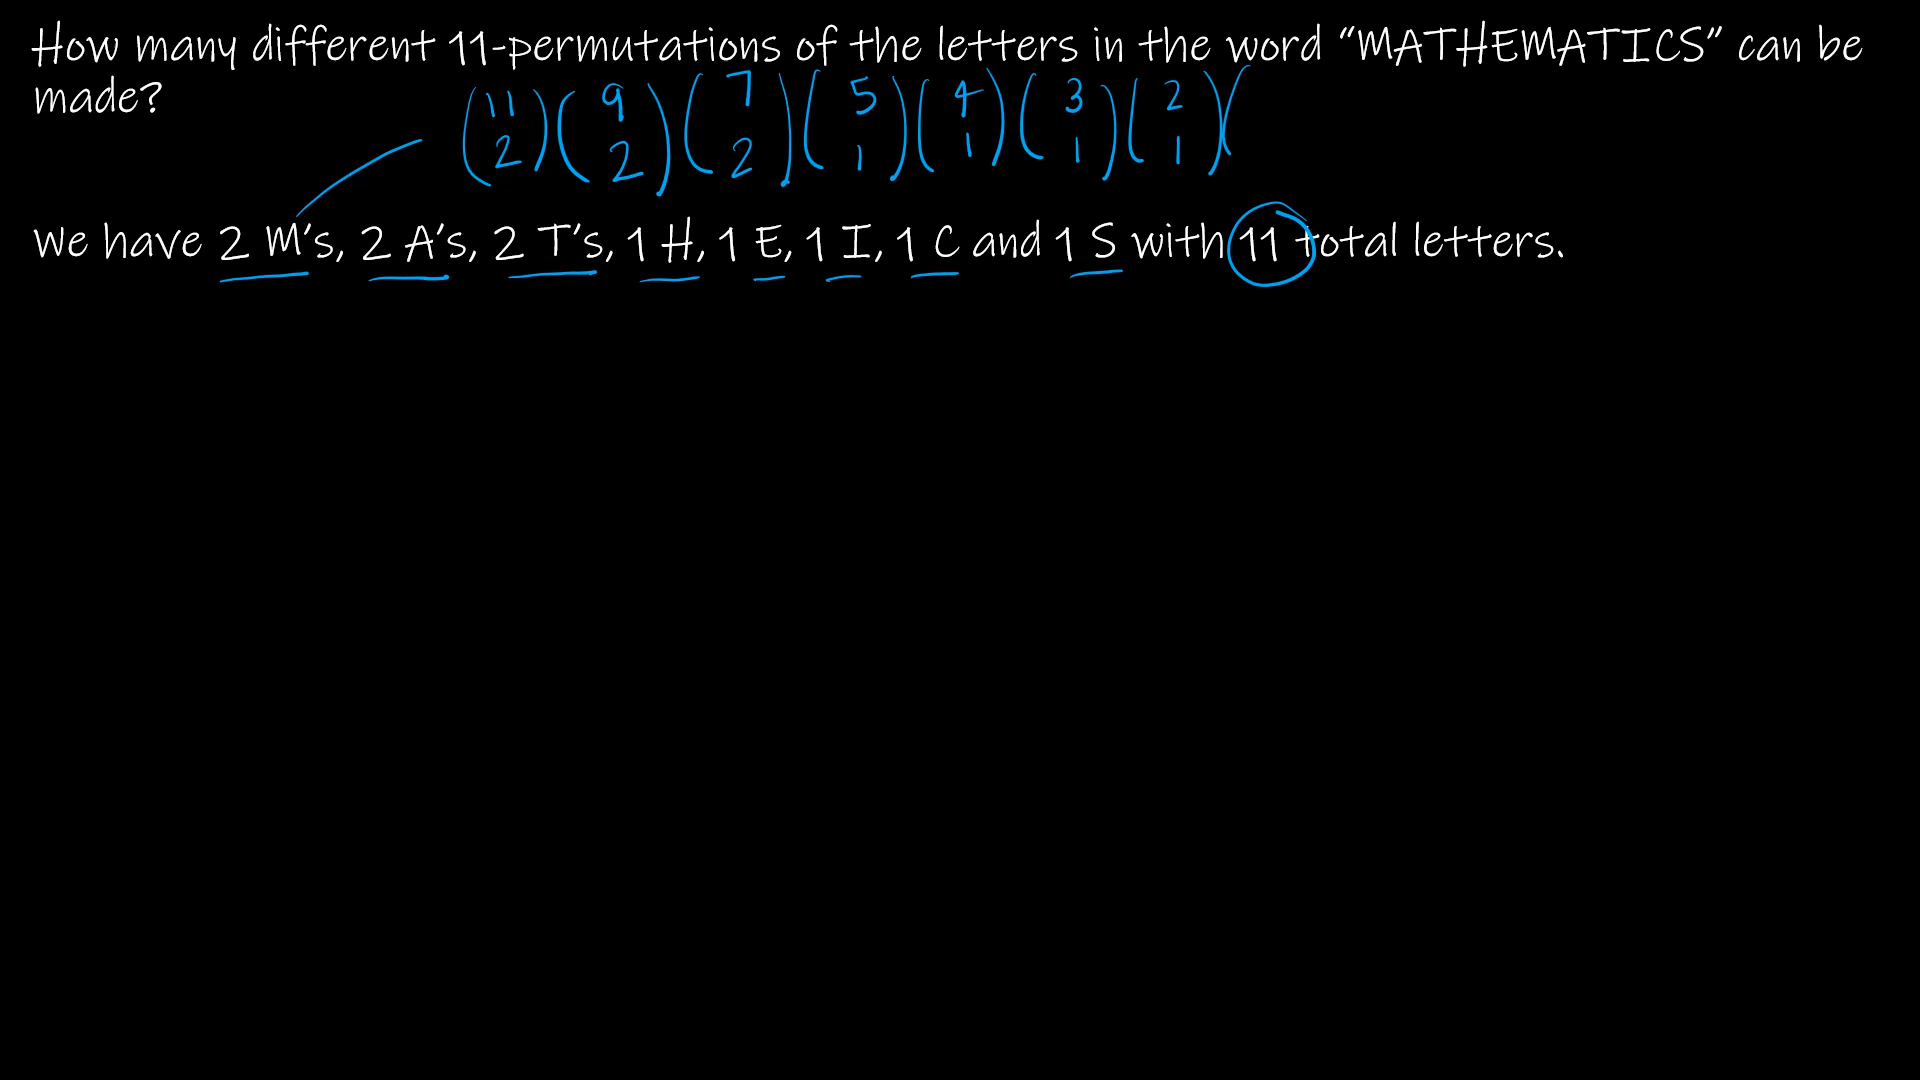 How many different 11-permutations of the letters in the word “MATHEMATICS” can be
made?
(11 2)(9 2)(7 2)(5 1)(4 1)(3 1)(2 1)(
We have 2 M’s, 2 A’s, 2 T’s, 1 H, 1 E, 1 I, 1 C and 1 S with 11 total letters.